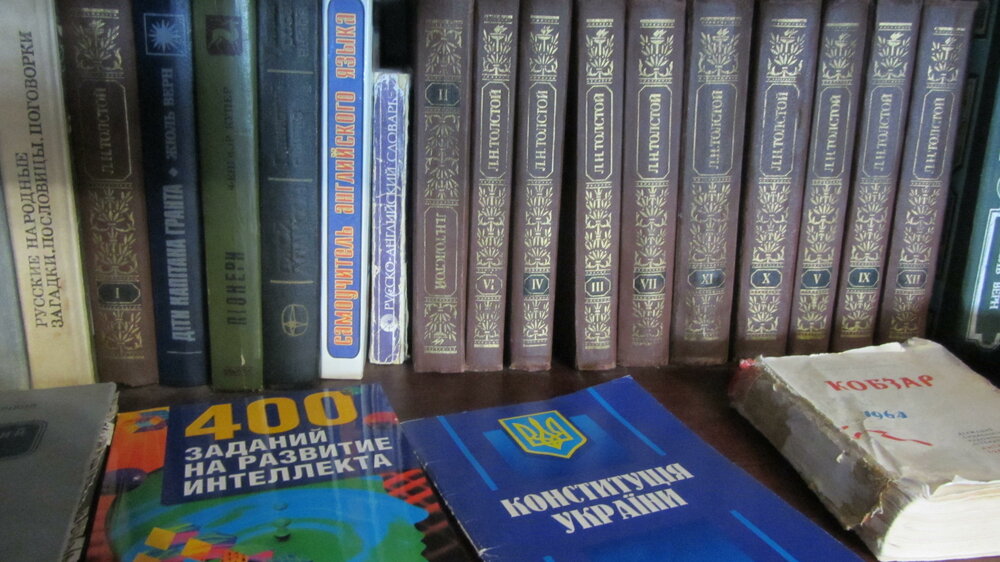 РУССКИЕ НАРОДНЫЕ
ЗАГАДКИ, ПОСЛОВИЦЫ, ПОГОВОРКИ
Л.Н.ТОЛСТОЙ
I
ДІТИ КАПІТАНА ГРАНТА • ЖЮЛЬ ВЕРН
ПІОНЕРИ
самоучитель английского языка
РУССКО-АНГЛИЙСКИЙ СЛОВАРЬ
II
Л.Н.ТОЛСТОЙ
Л.Н.ТОЛСТОЙ
VI
Л.Н.ТОЛСТОЙ
IV
Л.Н.ТОЛСТОЙ
III
Л.Н.ТОЛСТОЙ
VII
Л.Н.ТОЛСТОЙ
XI
Л.Н.ТОЛСТОЙ
X
Л.Н.ТОЛСТОЙ
V
Л.Н.ТОЛСТОЙ
IX
Л.Н.ТОЛСТОЙ
XII
400
ЗАДАНИЙ
НА РАЗВИТИЕ
ИНТЕЛЛЕКТА
КОНСТИТУЦІЯ
УКРАЇНИ
КОБЗАР
1964